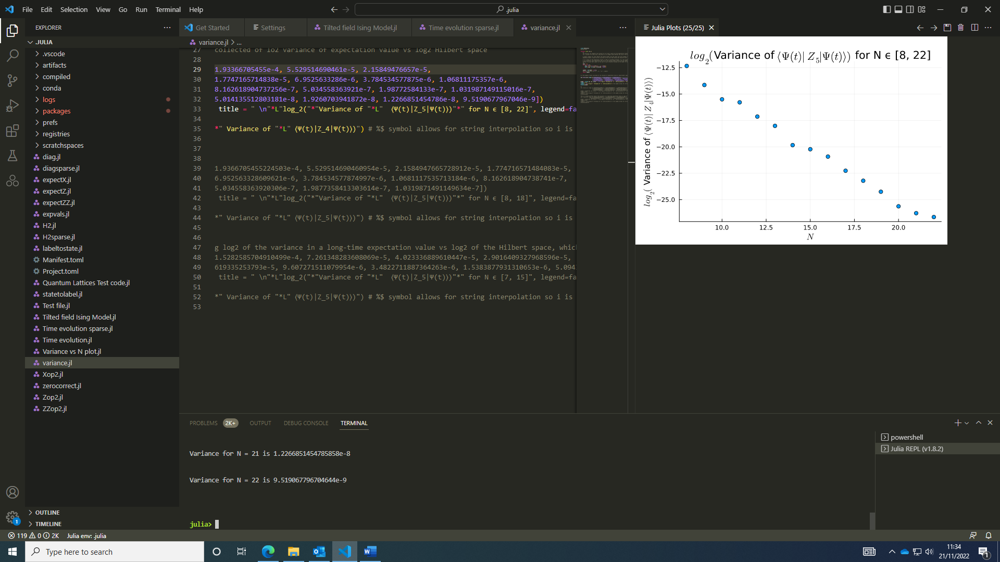 File Edit Selection View Go Run Terminal Help
.julia
EXPLORER
JULIA
.vscode
artifacts
compiled
conda
logs
packages
prefs
registries
scratchspaces
diag.jl
diagsparse.jl
expectX.jl
expectZ.jl
expectZZ.jl
expvals.jl
H2.jl
H2sparse.jl
labeltostate.jl
Manifest.toml
Project.toml
Quantum Lattices Test code.jl
statetolabel.jl
Test file.jl
Tilted field Ising Model.jl
Time evolution sparse.jl
Time evolution.jl
Variance vs N plot.jl
variance.jl
Xop2.jl
zerocorrect.jl
Zop2.jl
ZZop2.jl
OUTLINE
TIMELINE
Get Started Settings Tilted field Ising Model.jl Time evolution sparse.jl variance.jl
variance.jl > ...
27 collected of lo2 variance of expectation value vs log2 Hilbert space
28
29 1.93366705455e-4, 5.529514690461e-5, 2.15849476657e-5,
30 1.7747165714838e-5, 6.9525633286e-6, 3.784534577875e-6, 1.06811175357e-6,
31 8.162618904737256e-7, 5.034558363921e-7, 1.98772584133e-7, 1.031987149115016e-7,
32 5.014135512803181e-8, 1.9260703941872e-8, 1.2266851454786e-8, 9.5190677967046e-9])
33 title = " \n"*L"log_2("*"Variance of "*L" ⟨Ψ(t)|Z_5|Ψ(t)⟩)"*" for N ϵ [8, 22]", legend=fa
34
35 *" Variance of "*L" ⟨Ψ(t)|Z_4|Ψ(t)⟩)") # %$ symbol allows for string interpolation so i is
36
37
38
39 1.9366705455224503e-4, 5.529514690460954e-5, 2.1584947665728912e-5, 1.774716571484083e-5,
40 6.952563328609621e-6, 3.784534577874997e-6, 1.0681117535713184e-6, 8.162618904738741e-7,
41 5.034558363920306e-7, 1.9877358413303614e-7, 1.0319871491149634e-7])
42 title = " \n"*L"log_2("*"Variance of "*L" ⟨Ψ(t)|Z_5|Ψ(t)⟩)"*" for N ϵ [8, 18]", legend=fa
43
44 *" Variance of "*L" ⟨Ψ(t)|Z_5|Ψ(t)⟩)") # %$ symbol allows for string interpolation so i is
45
46
47 g log2 of the variance in a long-time expectation value vs log2 of the Hilbert space, whic
48 1.5282585704910499e-4, 7.261348283608069e-5, 4.023336889610447e-5, 2.9016409327968596e-5,
49 619335253793e-5, 9.607271511079954e-6, 3.4822711887364263e-6, 1.5383877931310653e-6, 5.094
50 title = " \n"*L"log_2("*"Variance of "*L" ⟨Ψ(t)|Z_5|Ψ(t)⟩)"*" for N ϵ [7, 15]", legend=fa
51
52 *" Variance of "*L" ⟨Ψ(t)|Z_5|Ψ(t)⟩)") # %$ symbol allows for string interpolation so i is
53
Julia Plots (25/25)
log2(Variance of ⟨Ψ(t)| Z5|Ψ(t)⟩) for N ϵ [8, 22]
log2( Variance of ⟨Ψ(t)| Z4|Ψ(t)⟩)
−12.5
−15.0
−17.5
−20.0
−22.5
−25.0
10.0 12.5 15.0 17.5 20.0
N
PROBLEMS 2K+ OUTPUT DEBUG CONSOLE TERMINAL
Variance for N = 21 is 1.2266851454785858e-8
Variance for N = 22 is 9.519067796704644e-9
julia>
powershell
Julia REPL (v1.8.2)
1
119 0 2K Julia env: .julia
Type here to search
11:34
21/11/2022
1